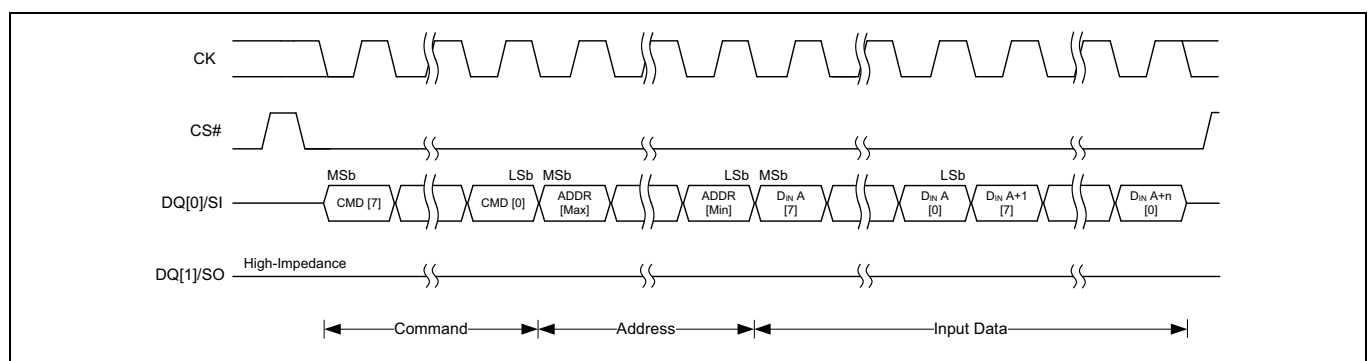 CK
CS#
MSb LSb MSb LSb MSb LSb
DQ[0]/SI CMD [7] CMD [0] ADDR [Max] ADDR [Min] DIN A [7] DIN A [0] DIN A+1 [7] DIN A+n [0]
High-Impedance
DQ[1]/SO
Command Address Input Data